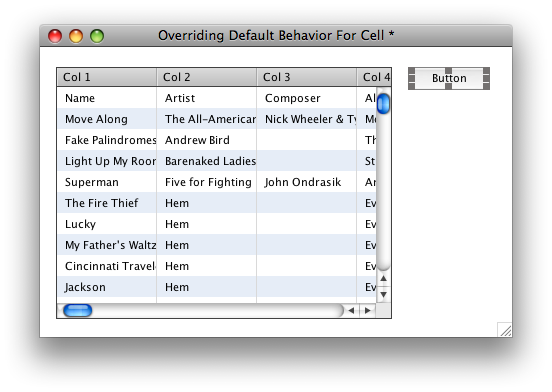 Overriding Default Behavior For Cell *
Col 1 Col 2 Col 3 Col 4 Button
Name Artist Composer Al
Move Along The All-American Nick Wheeler & Ty Mo
Fake Palindromes Andrew Bird Th
Light Up My Roor Barenaked Ladies St
Superman Five for Fighting John Ondrasik Ar
The Fire Thief Hem Ev
Lucky Hem Ev
My Father's Waltz Hem Ev
Cincinnati Travel Hem Ev
Jackson Hem Ev